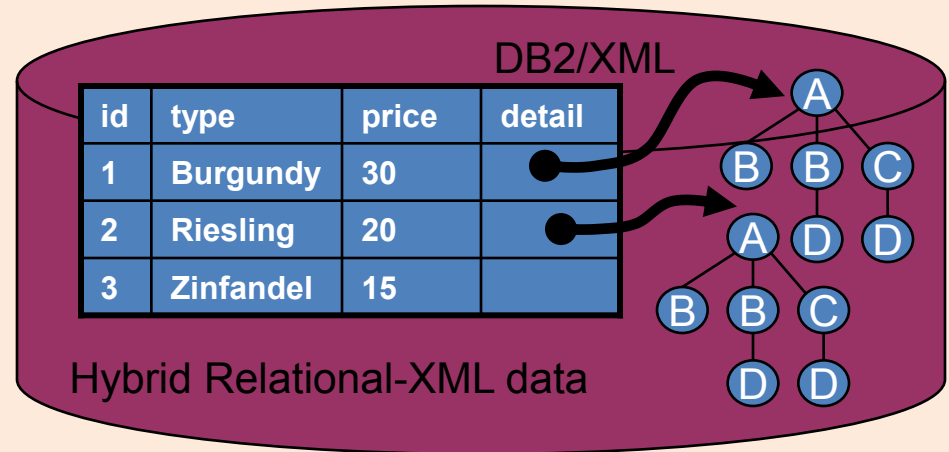 DB2/XML
id type price detail
1 Burgundy 30
2 Riesling 20
3 Zinfandel 15
A
B B C
D D
A
B B C
D D
Hybrid Relational-XML data